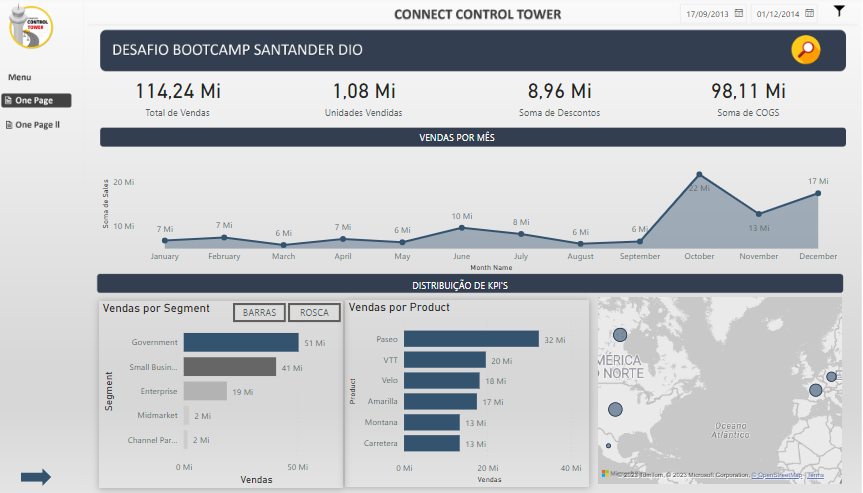 CONTROL
TOWER
CONNECT CONTROL TOWER
17/09/2013
01/12/2014
DESAFIO BOOTCAMP SANTANDER DIO
Menu
One Page
One Page II
114,24 Mi
Total de Vendas
1,08 Mi
Unidades Vendidas
8,96 Mi
Soma de Descontos
98,11 Mi
Soma de COGS
VENDAS POR MÊS
Soma de Sales
20 Mi
10 Mi
7 Mi
7 Mi
6 Mi
7 Mi
6 Mi
10 Mi
8 Mi
6 Mi
6 Mi
22 Mi
13 Mi
17 Mi
January
February
March
April
May
June
July
August
September
October
November
December
Month Name
DISTRIBUIÇÃO DE KPI'S
Vendas por Segment
BARRAS
ROSCA
Segment
Government
51 Mi
Small Busin...
41 Mi
Enterprise
19 Mi
Midmarket
2 Mi
Channel Par...
2 Mi
0 Mi
50 Mi
Vendas
Vendas por Product
Product
Paseo
32 Mi
VTT
20 Mi
Velo
18 Mi
Amarilla
17 Mi
Montana
13 Mi
Carretera
13 Mi
0 Mi
20 Mi
40 Mi
Vendas
MÉRICA
O NORTE
Oceano
Atlântico
© 2023 TomTom, © 2023 Microsoft Corporation, © OpenStreetMap Terms